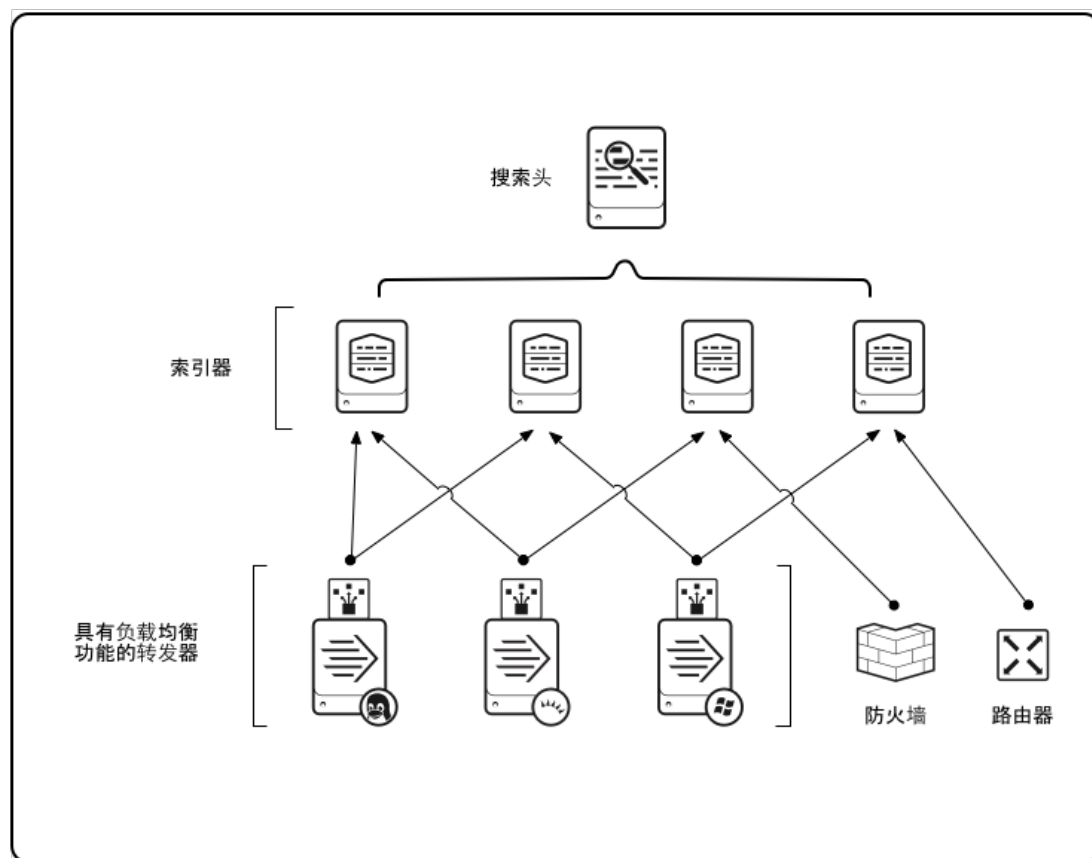 搜索头
索引器
具有负载均衡
功能的转发器
防火墙
路由器